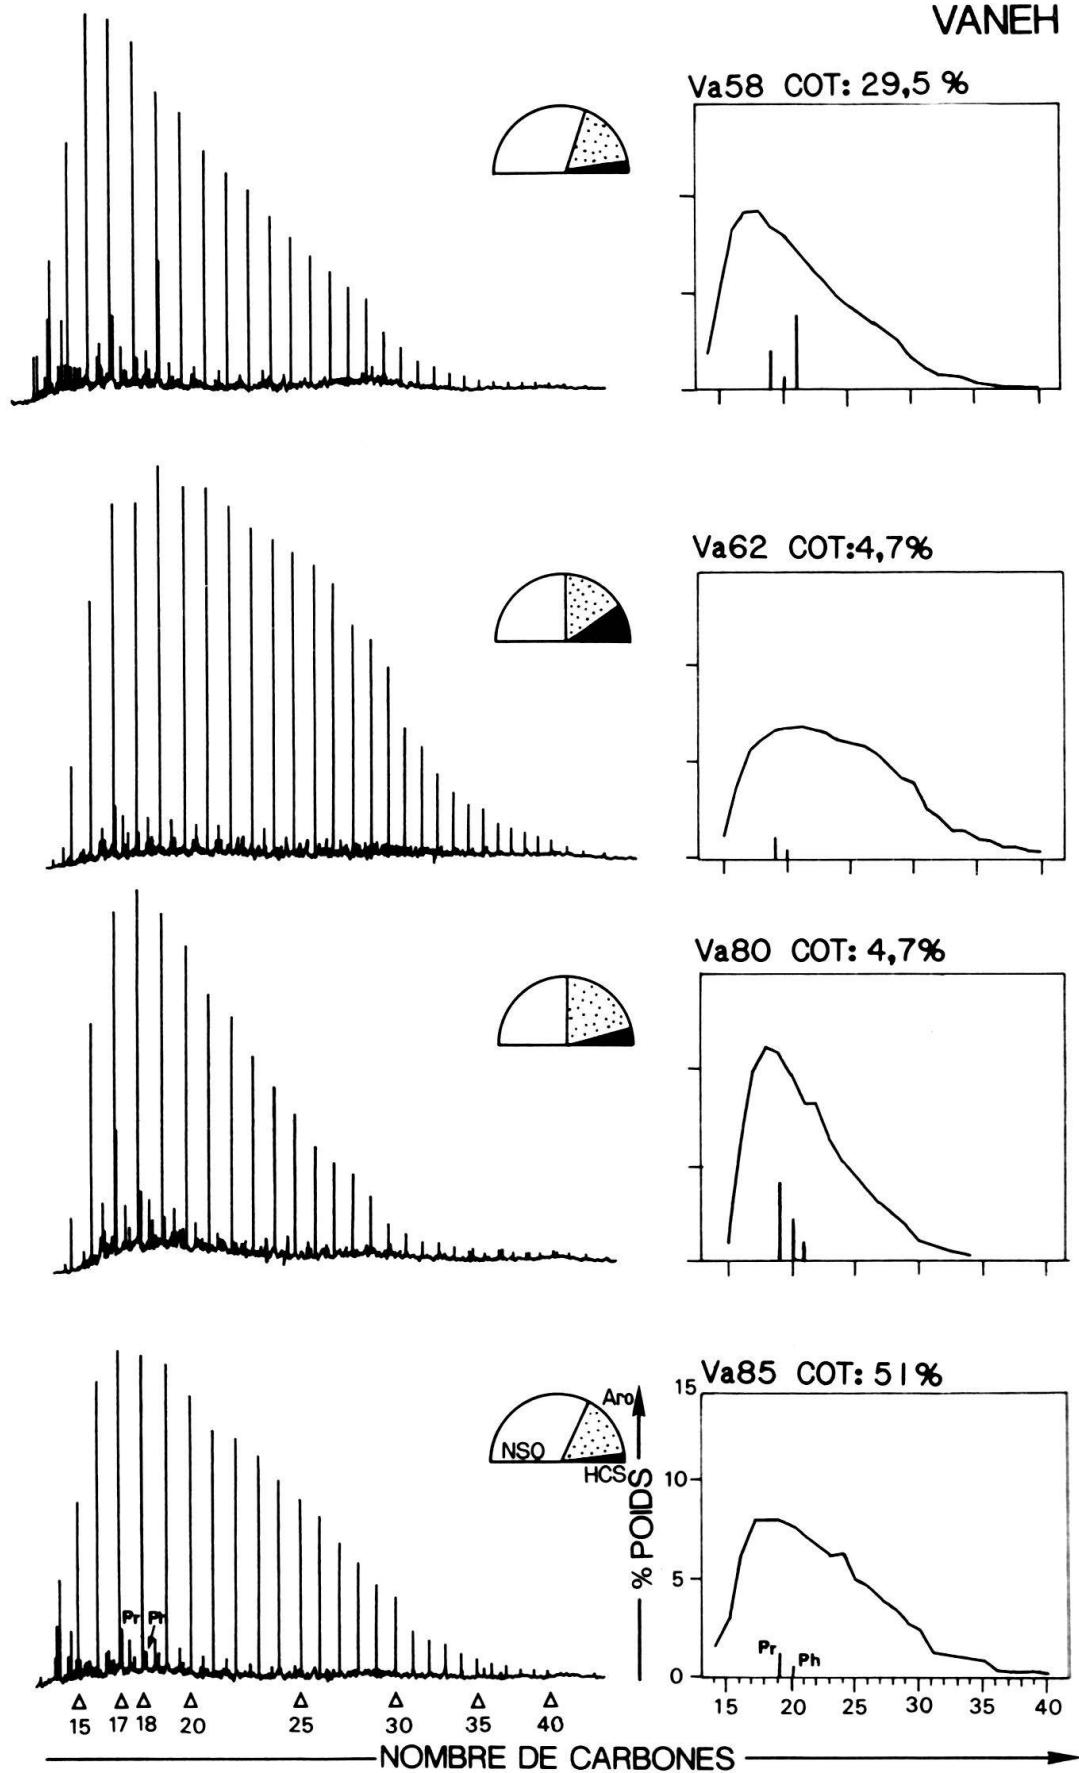 VANEH
Va58 COT: 29,5 %
Va62 COT:4,7%
Va80 COT: 4,7%
Va85 COT: 51%
Aro
NSO
HCS
% POIDS
15
10
5
0
Pr Ph
Pr
Ph
15 17 18 20 25 30 35 40
15 20 25 30 35 40
NOMBRE DE CARBONES